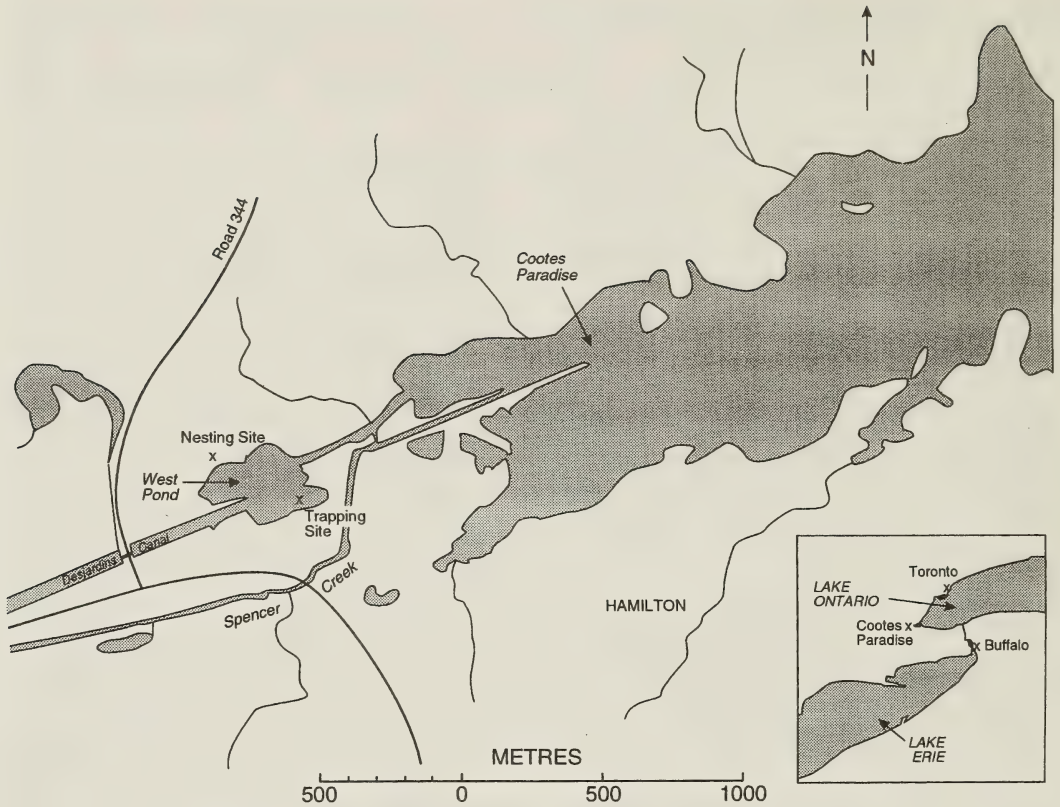 N
Road 344
Cootes
Paradise
Nesting Site
x
West
Pond
x
Trapping
Site
Desjardins Canal
Spencer Creek
HAMILTON
Toronto
x
LAKE
ONTARIO
Cootes x
Paradise
x Buffalo
LAKE
ERIE
METRES
500 0 500 1000